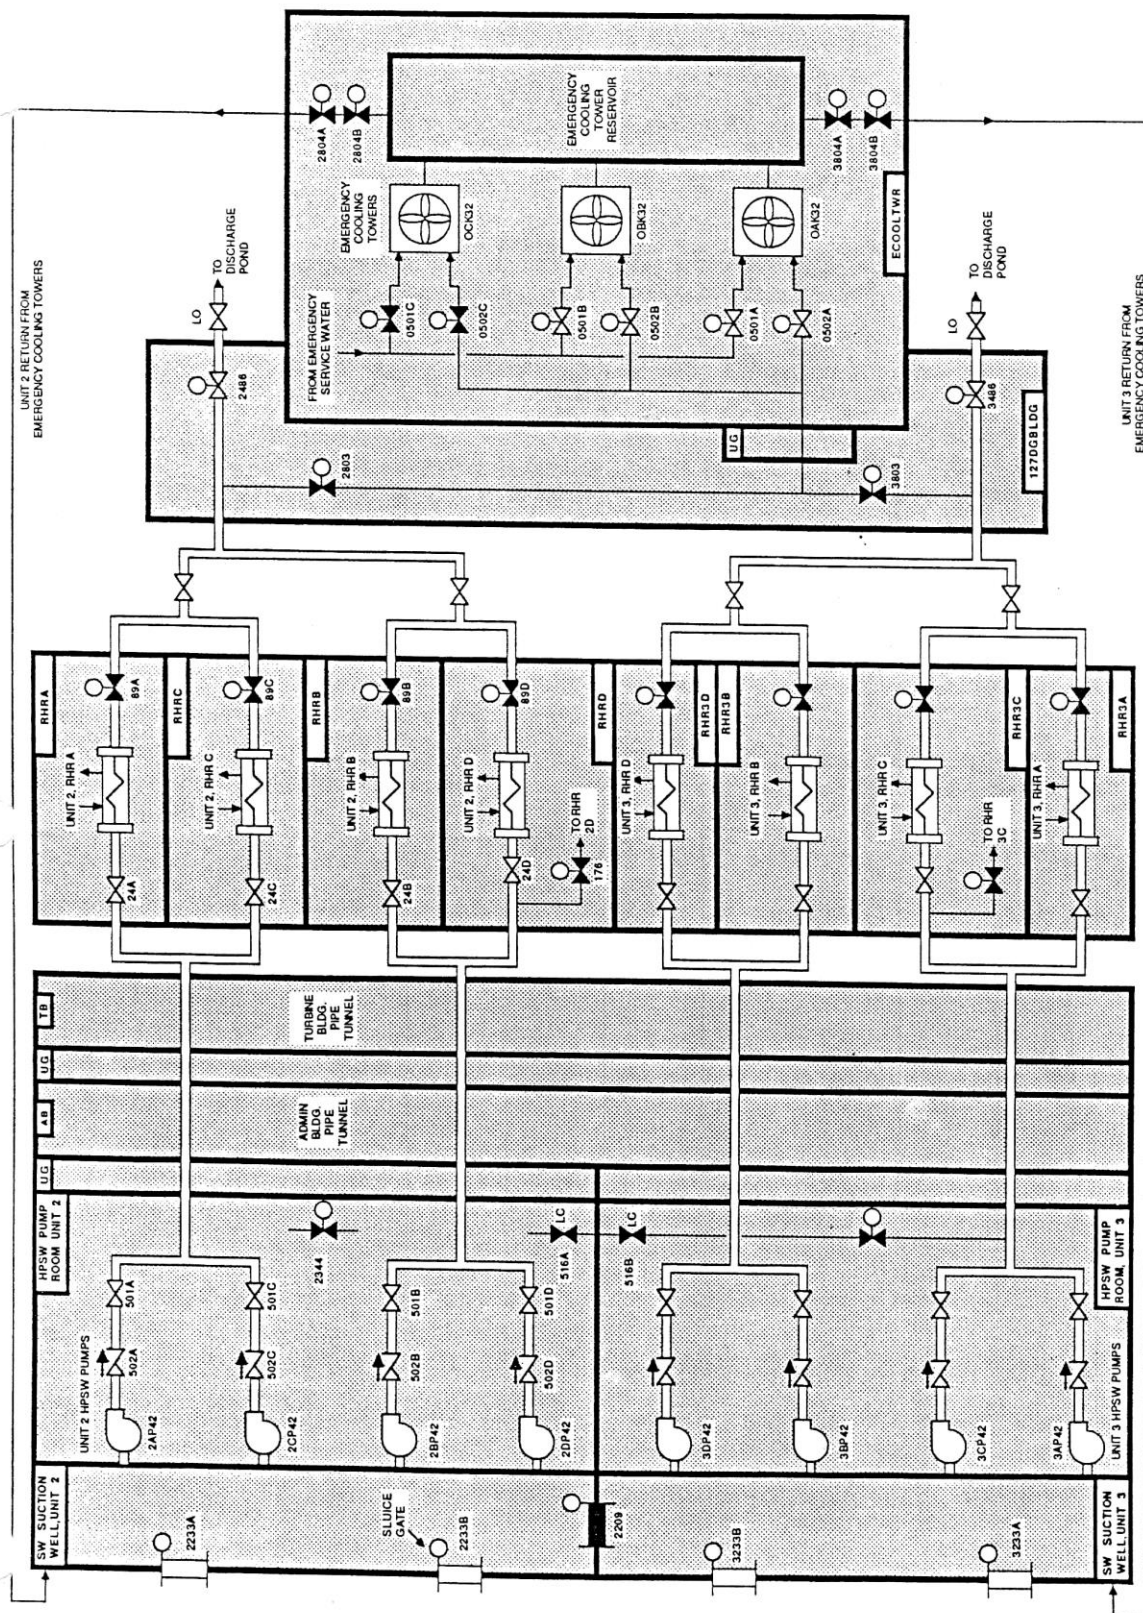 UNIT 2 RETURN FROM
EMERGENCY COOLING TOWERS
SW SUCTION
WELL, UNIT 2
2233A
SLUICE
GATE
2233B
2209
3233B
3233A
SW SUCTION
WELL, UNIT 3
HPSW PUMP
ROOM UNIT 2
UNIT 2 HPSW PUMPS
2AP42
502A
501A
2CP42
502C
501C
2344
2BP42
502B
501B
2DP42
502D
501D
516A
LC
516B
LC
3DP42
3BP42
3CP42
3AP42
UNIT 3 HPSW PUMPS
HPSW PUMP
ROOM, UNIT 3
UG
AB
UG
TB
ADMIN
BLDG.
PIPE
TUNNEL
TURBINE
BLDG.
PIPE
TUNNEL
RHRA
24A
UNIT 2, RHR A
89A
RHRC
24C
UNIT 2, RHR C
89C
RHRB
24B
UNIT 2, RHR B
89B
24D
UNIT 2, RHR D
89D
176
TO RHR
2D
RHRD
UNIT 3, RHR D
RHR3D
RHR3B
UNIT 3, RHR B
UNIT 3, RHR C
TO RHR
3C
RHR3C
UNIT 3, RHR A
RHR3A
2803
2486
LO
TO
DISCHARGE
POND
UG
3803
3486
LO
TO
DISCHARGE
POND
127DGBLDG
FROM EMERGENCY
SERVICE WATER
0501C
0502C
0501B
0502B
0501A
0502A
EMERGENCY
COOLING
TOWERS
OCK32
OBK32
OAK32
ECOOLTWR
2804A
2804B
EMERGENCY
COOLING
TOWER
RESERVOIR
3804A
3804B
UNIT 3 RETURN FROM
EMERGENCY COOLING TOWERS